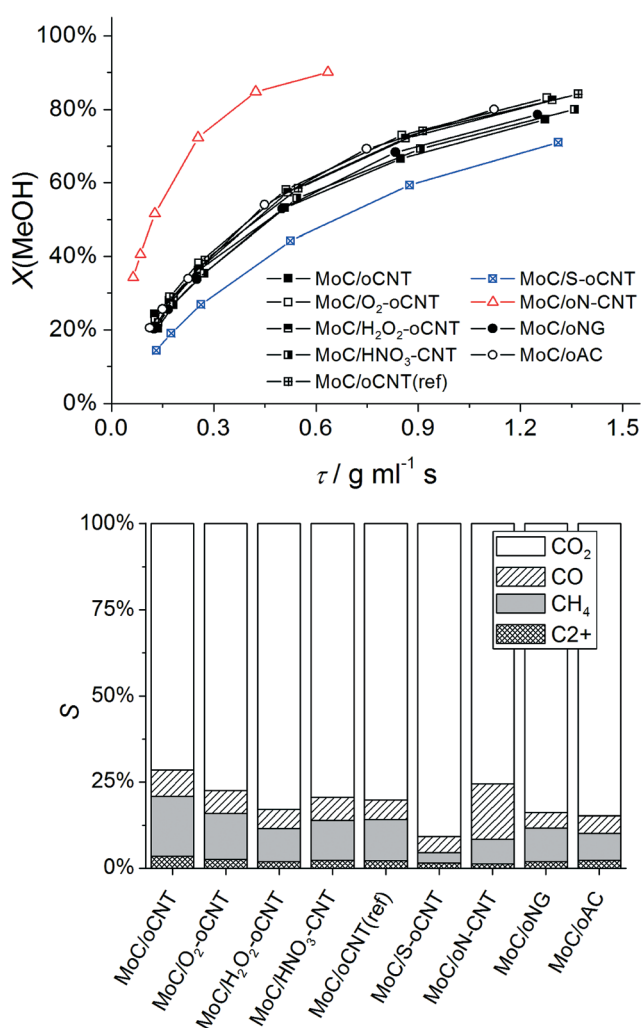 100%
80%
60%
40%
20%
0%
X(MeOH)
MoC/oCNT
MoC/O₂-oCNT
MoC/H₂O₂-oCNT
MoC/HNO₃-CNT
MoC/oCNT(ref)
MoC/S-oCNT
MoC/oN-CNT
MoC/oNG
MoC/oAC
0.0 0.3 0.6 0.9 1.2 1.5
τ / g ml⁻¹ s
100%
75%
50%
25%
0%
S
CO₂
CO
CH₄
C2+
MoC/oCNT
MoC/O₂-oCNT
MoC/H₂O₂-oCNT
MoC/HNO₃-CNT
MoC/oCNT(ref)
MoC/S-oCNT
MoC/oN-CNT
MoC/oNG
MoC/oAC